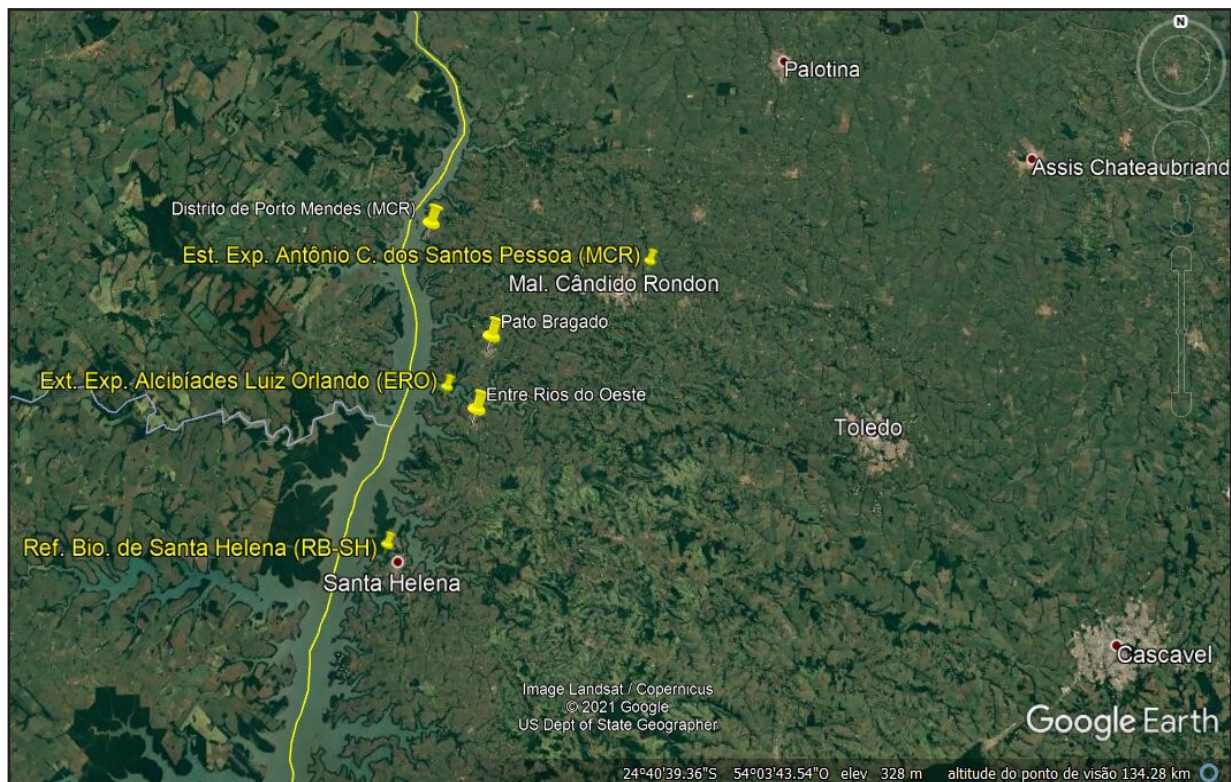 N
Palotina
Assis Chateaubriand
Distrito de Porto Mendes (MCR)
Est. Exp. Antônio C. dos Santos Pessoa (MCR)
Mal. Cândido Rondon
Pato Bragado
Ext. Exp. Alcibíades Luiz Orlando (ERO)
Entre Rios do Oeste
Toledo
Ref. Bio. de Santa Helena (RB-SH)
Santa Helena
Cascavel
Image Landsat / Copernicus
© 2021 Google
US Dept of State Geographer
Google Earth
24°40'39.36"S 54°03'43.54"O elev 328 m altitude do ponto de visão 134.28 km